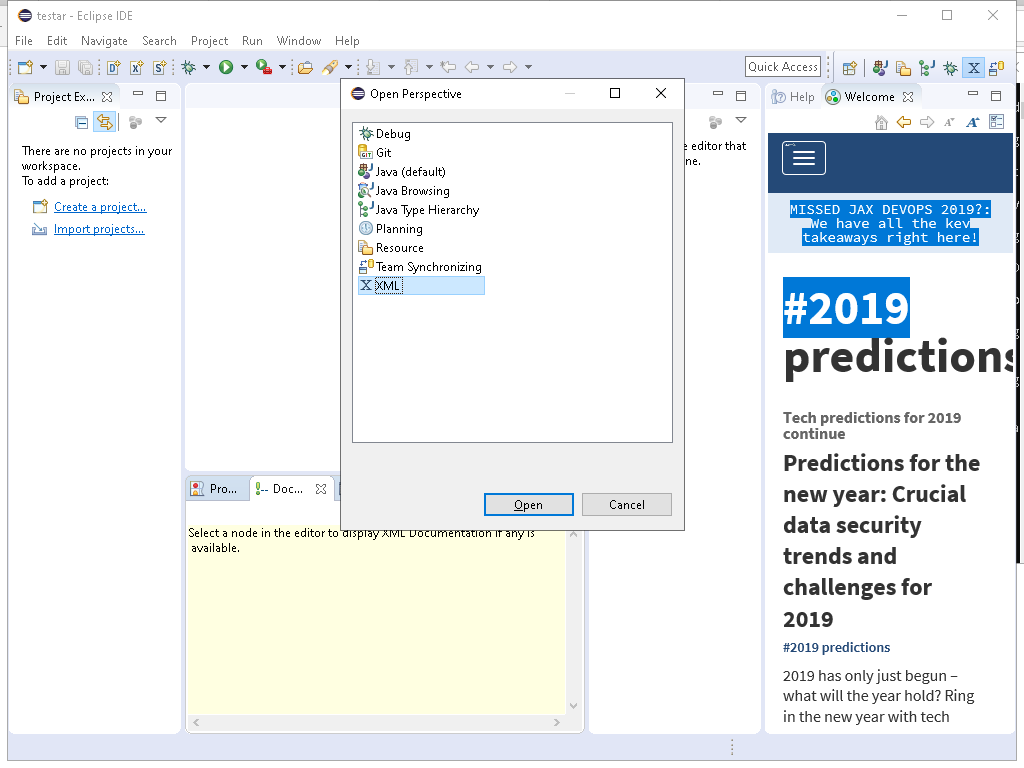 testar - Eclipse IDE
File Edit Navigate Search Project Run Window Help
Quick Access
Project Ex...
There are no projects in your
workspace.
To add a project:
Create a project...
Import projects...
Open Perspective
Debug
Git
Java (default)
Java Browsing
Java Type Hierarchy
Planning
Resource
Team Synchronizing
XML
Open
Cancel
e editor that
ne.
Pro...
Doc...
Select a node in the editor to display XML Documentation if any is
available.
Help
Welcome
MISSED JAX DEVOPS 2019?:
We have all the key
takeaways right here!
#2019
predictions
Tech predictions for 2019
continue
Predictions for the
new year: Crucial
data security
trends and
challenges for
2019
#2019 predictions
2019 has only just begun –
what will the year hold? Ring
in the new year with tech